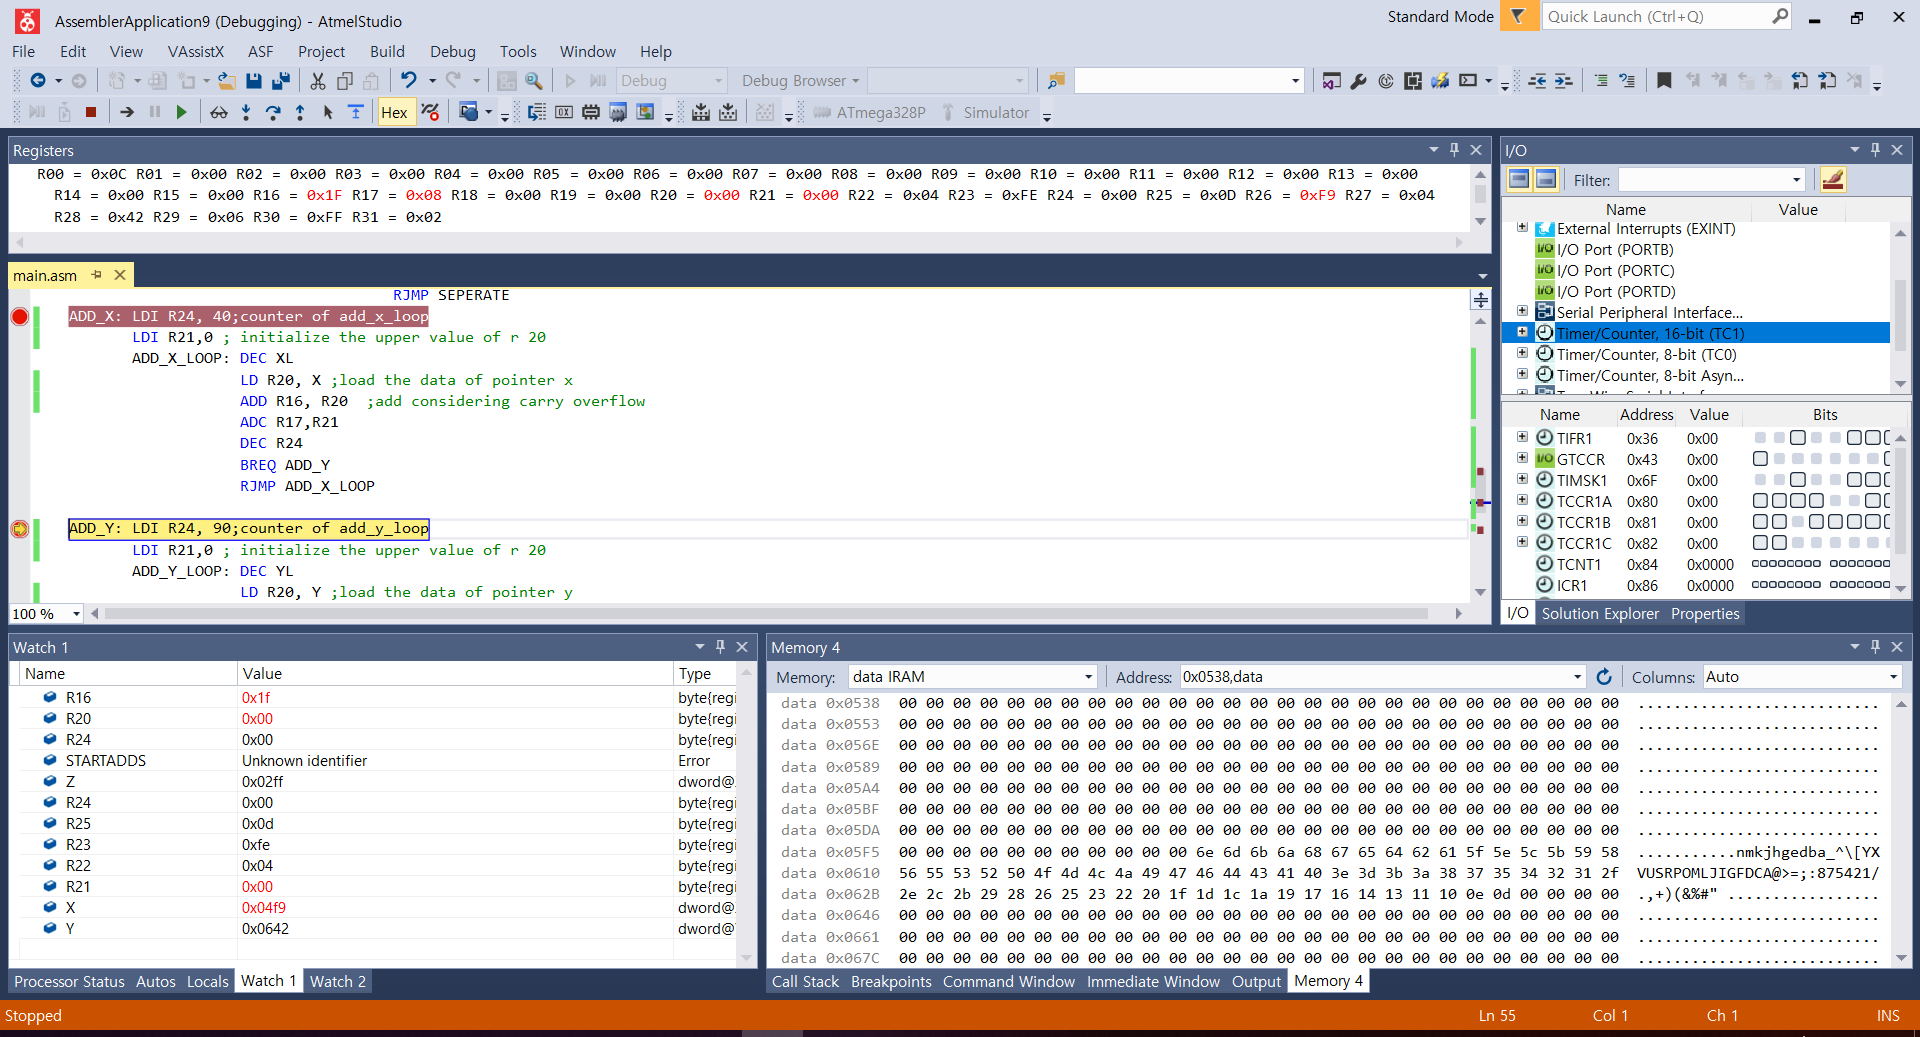 AssemblerApplication9 (Debugging) - AtmelStudio
Standard Mode
Quick Launch (Ctrl+Q)
File Edit View VAssistX ASF Project Build Debug Tools Window Help
Debug Debug Browser
Hex ATmega328P Simulator
Registers
R00 = 0x0C R01 = 0x00 R02 = 0x00 R03 = 0x00 R04 = 0x00 R05 = 0x00 R06 = 0x00 R07 = 0x00 R08 = 0x00 R09 = 0x00 R10 = 0x00 R11 = 0x00 R12 = 0x00 R13 = 0x00
R14 = 0x00 R15 = 0x00 R16 = 0x1F R17 = 0x08 R18 = 0x00 R19 = 0x00 R20 = 0x00 R21 = 0x00 R22 = 0x04 R23 = 0xFE R24 = 0x00 R25 = 0x0D R26 = 0xF9 R27 = 0x04
R28 = 0x42 R29 = 0x06 R30 = 0xFF R31 = 0x02
main.asm
RJMP SEPERATE
ADD_X: LDI R24, 40;counter of add_x_loop
LDI R21,0 ; initialize the upper value of r 20
ADD_X_LOOP: DEC XL
LD R20, X ;load the data of pointer x
ADD R16, R20 ;add considering carry overflow
ADC R17,R21
DEC R24
BREQ ADD_Y
RJMP ADD_X_LOOP
ADD_Y: LDI R24, 90;counter of add_y_loop
LDI R21,0 ; initialize the upper value of r 20
ADD_Y_LOOP: DEC YL
LD R20, Y ;load the data of pointer y
100 %
I/O
Filter:
Name Value
External Interrupts (EXINT)
I/O Port (PORTB)
I/O Port (PORTC)
I/O Port (PORTD)
Serial Peripheral Interface...
Timer/Counter, 16-bit (TC1)
Timer/Counter, 8-bit (TC0)
Timer/Counter, 8-bit Asyn...
Name Address Value Bits
TIFR1 0x36 0x00
I/O GTCCR 0x43 0x00
TIMSK1 0x6F 0x00
TCCR1A 0x80 0x00
TCCR1B 0x81 0x00
TCCR1C 0x82 0x00
TCNT1 0x84 0x0000
ICR1 0x86 0x0000
I/O Solution Explorer Properties
Watch 1
Name Value Type
R16 0x1f byte{regi
R20 0x00 byte{regi
R24 0x00 byte{regi
STARTADDS Unknown identifier Error
Z 0x02ff dword@
R24 0x00 byte{regi
R25 0x0d byte{regi
R23 0xfe byte{regi
R22 0x04 byte{regi
R21 0x00 byte{regi
X 0x04f9 dword@
Y 0x0642 dword@
Processor Status Autos Locals Watch 1 Watch 2
Memory 4
Memory: data IRAM Address: 0x0538,data Columns: Auto
data 0x0538 00 00 00 00 00 00 00 00 00 00 00 00 00 00 00 00 00 00 00 00 00 00 00 00 00 00 00 ...........................
data 0x0553 00 00 00 00 00 00 00 00 00 00 00 00 00 00 00 00 00 00 00 00 00 00 00 00 00 00 00 ...........................
data 0x056E 00 00 00 00 00 00 00 00 00 00 00 00 00 00 00 00 00 00 00 00 00 00 00 00 00 00 00 ...........................
data 0x0589 00 00 00 00 00 00 00 00 00 00 00 00 00 00 00 00 00 00 00 00 00 00 00 00 00 00 00 ...........................
data 0x05A4 00 00 00 00 00 00 00 00 00 00 00 00 00 00 00 00 00 00 00 00 00 00 00 00 00 00 00 ...........................
data 0x05BF 00 00 00 00 00 00 00 00 00 00 00 00 00 00 00 00 00 00 00 00 00 00 00 00 00 00 00 ...........................
data 0x05DA 00 00 00 00 00 00 00 00 00 00 00 00 00 00 00 00 00 00 00 00 00 00 00 00 00 00 00 ...........................
data 0x05F5 00 00 00 00 00 00 00 00 00 00 00 6e 6d 6b 6a 68 67 65 64 62 61 5f 5e 5c 5b 59 58 ...........nmkjhgedba_^\[YX
data 0x0610 56 55 53 52 50 4f 4d 4c 4a 49 47 46 44 43 41 40 3e 3d 3b 3a 38 37 35 34 32 31 2f VUSRPOMLJIGFDCA@>=;:875421/
data 0x062B 2e 2c 2b 29 28 26 25 23 22 20 1f 1d 1c 1a 19 17 16 14 13 11 10 0e 0d 00 00 00 00 .,+)(&%#" .................
data 0x0646 00 00 00 00 00 00 00 00 00 00 00 00 00 00 00 00 00 00 00 00 00 00 00 00 00 00 00 ...........................
data 0x0661 00 00 00 00 00 00 00 00 00 00 00 00 00 00 00 00 00 00 00 00 00 00 00 00 00 00 00 ...........................
data 0x067C 00 00 00 00 00 00 00 00 00 00 00 00 00 00 00 00 00 00 00 00 00 00 00 00 00 00 00 ...........................
Call Stack Breakpoints Command Window Immediate Window Output Memory 4
Stopped Ln 55 Col 1 Ch 1 INS